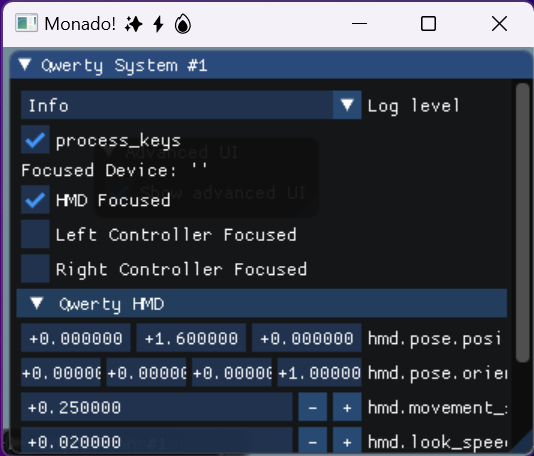 Monado! ✨⚡🔥
Qwerty System #1
Info Log level
process_keys
Advanced UI
Focused Device: ''
Show advanced UI
HMD Focused
Left Controller Focused
Right Controller Focused
Qwerty HMD
+0.000000 +1.600000 +0.000000 hmd.pose.posi
+0.00000 +0.00000 +0.00000 +1.00000 hmd.pose.orie
+0.250000 - + hmd.movement_
+0.020000 - + hmd.look_spee